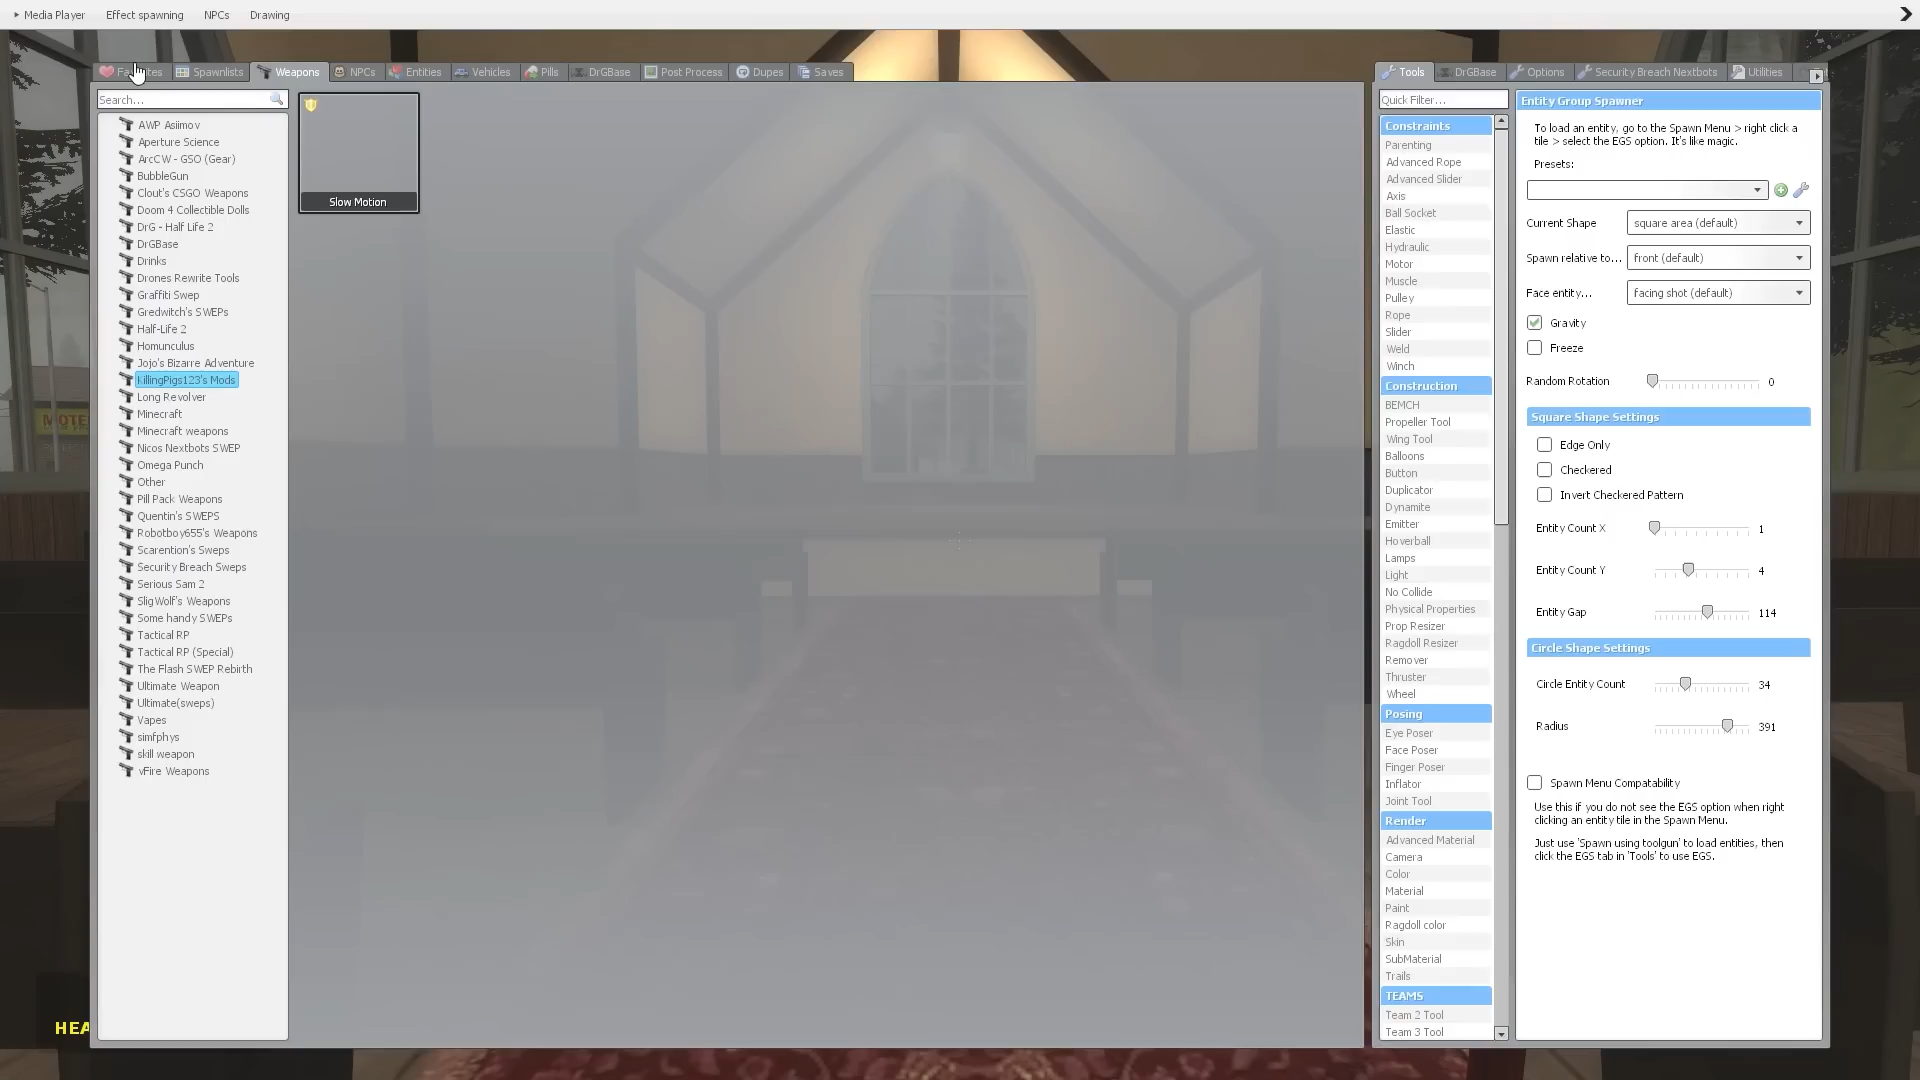 Media Player Effect spawning NPCs Drawing
Favorites Spawnlists Weapons NPCs Entities Vehicles Pills DrGBase Post Process Dupes Saves
Search...
AWP Asiimov
Aperture Science
ArcCW - GSO (Gear)
BubbleGun
Clout's CSGO Weapons
Doom 4 Collectible Dolls
DrG - Half Life 2
DrGBase
Drinks
Drones Rewrite Tools
Graffiti Swep
Gredwitch's SWEPs
Half-Life 2
Homunculus
Jojo's Bizarre Adventure
KillingPigs123's Mods
Long Revolver
Minecraft
Minecraft weapons
Nicos Nextbots SWEP
Omega Punch
Other
Pill Pack Weapons
Quentin's SWEPS
Robotboy655's Weapons
Scarention's Sweps
Security Breach Sweps
Serious Sam 2
SligWolf's Weapons
Some handy SWEPs
Tactical RP
Tactical RP (Special)
The Flash SWEP Rebirth
Ultimate Weapon
Ultimate(sweps)
Vapes
simfphys
skill weapon
vFire Weapons
Slow Motion
MOTE
HEA
Tools DrGBase Options Security Breach Nextbots Utilities
Quick Filter...
Constraints
Parenting
Advanced Rope
Advanced Slider
Axis
Ball Socket
Elastic
Hydraulic
Motor
Muscle
Pulley
Rope
Slider
Weld
Winch
Construction
BEMCH
Propeller Tool
Wing Tool
Balloons
Button
Duplicator
Dynamite
Emitter
Hoverball
Lamps
Light
No Collide
Physical Properties
Prop Resizer
Ragdoll Resizer
Remover
Thruster
Wheel
Posing
Eye Poser
Face Poser
Finger Poser
Inflator
Joint Tool
Render
Advanced Material
Camera
Color
Material
Paint
Ragdoll color
Skin
SubMaterial
Trails
TEAMS
Team 2 Tool
Team 3 Tool
Entity Group Spawner
To load an entity, go to the Spawn Menu > right click a
tile > select the EGS option. It's like magic.
Presets:
Current Shape square area (default)
Spawn relative to... front (default)
Face entity... facing shot (default)
Gravity
Freeze
Random Rotation 0
Square Shape Settings
Edge Only
Checkered
Invert Checkered Pattern
Entity Count X 1
Entity Count Y 4
Entity Gap 114
Circle Shape Settings
Circle Entity Count 34
Radius 391
Spawn Menu Compatability
Use this if you do not see the EGS option when right
clicking an entity tile in the Spawn Menu.
Just use 'Spawn using toolgun' to load entities, then
click the EGS tab in 'Tools' to use EGS.